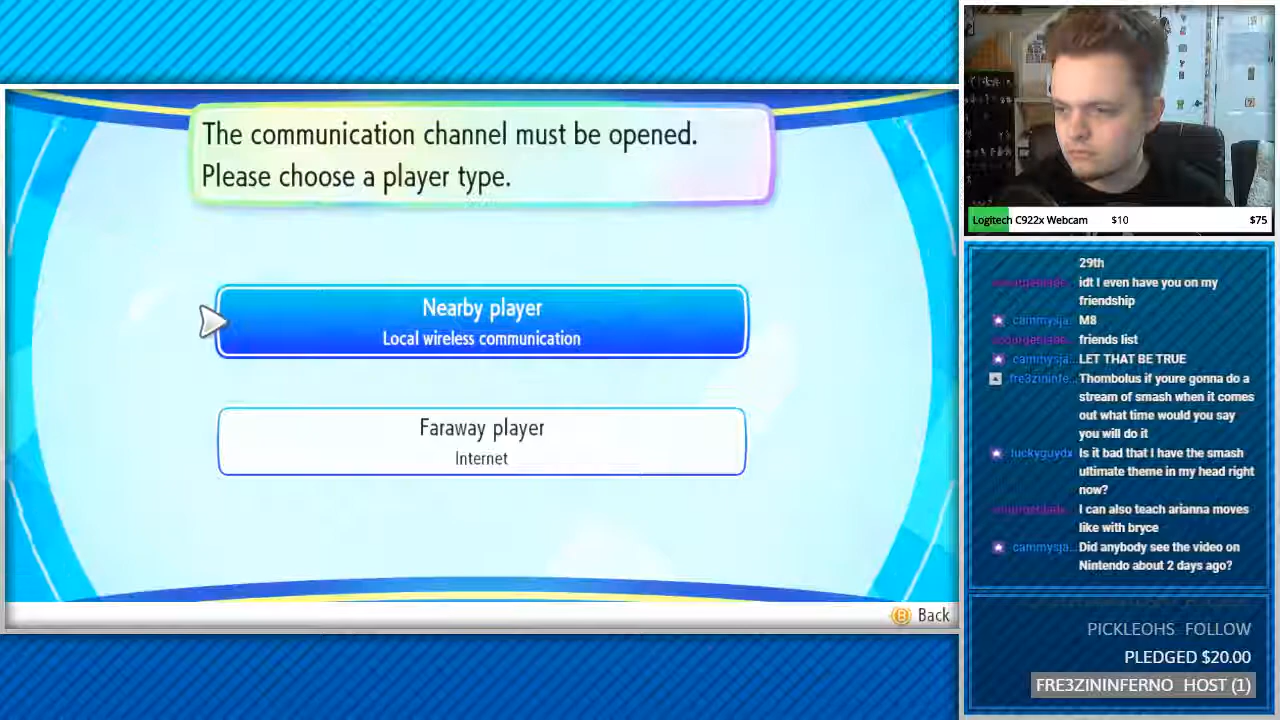 The communication channel must be opened.
Please choose a player type.
Nearby player
Local wireless communication
Faraway player
Internet
B Back
Logitech C922x Webcam $10 $75
29th
idt I even have you on my
friendship
cammysja... M8
friends list
cammysja... LET THAT BE TRUE
fre3zininfe... Thombolus if youre gonna do a
stream of smash when it comes
out what time would you say
you will do it
luckyguydx Is it bad that I have the smash
ultimate theme in my head right
now?
I can also teach arianna moves
like with bryce
cammysja... Did anybody see the video on
Nintendo about 2 days ago?
PICKLEOHS FOLLOW
PLEDGED $20.00
FRE3ZININFERNO HOST (1)